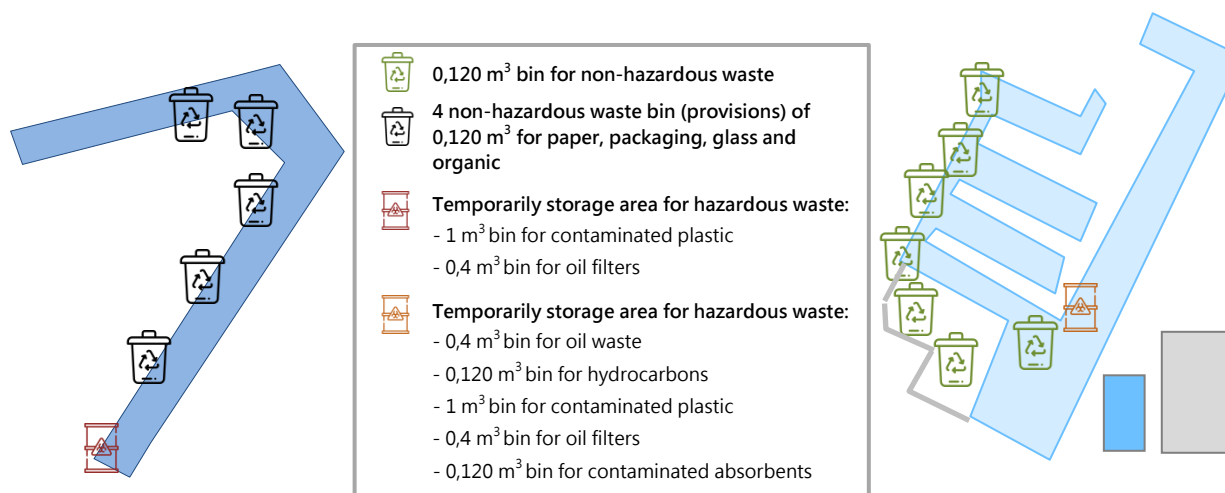 0,120 m³ bin for non-hazardous waste
4 non-hazardous waste bin (provisions) of
0,120 m³ for paper, packaging, glass and
organic
Temporarily storage area for hazardous waste:
- 1 m³ bin for contaminated plastic
- 0,4 m³ bin for oil filters
Temporarily storage area for hazardous waste:
- 0,4 m³ bin for oil waste
- 0,120 m³ bin for hydrocarbons
- 1 m³ bin for contaminated plastic
- 0,4 m³ bin for oil filters
- 0,120 m³ bin for contaminated absorbents